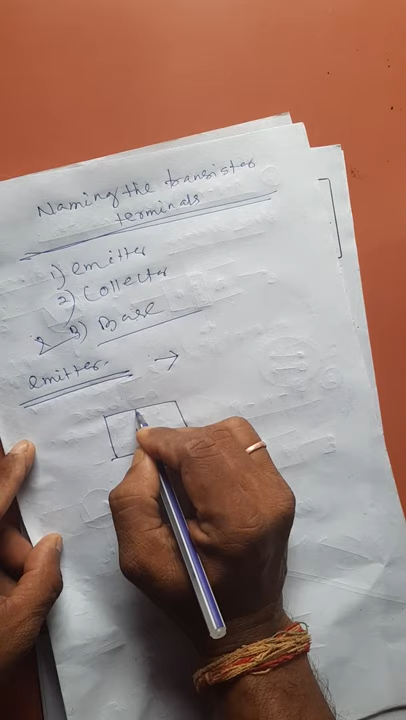 Naming the transistor
terminals
1) emitter
2) Collector
3) Base
emitter. →